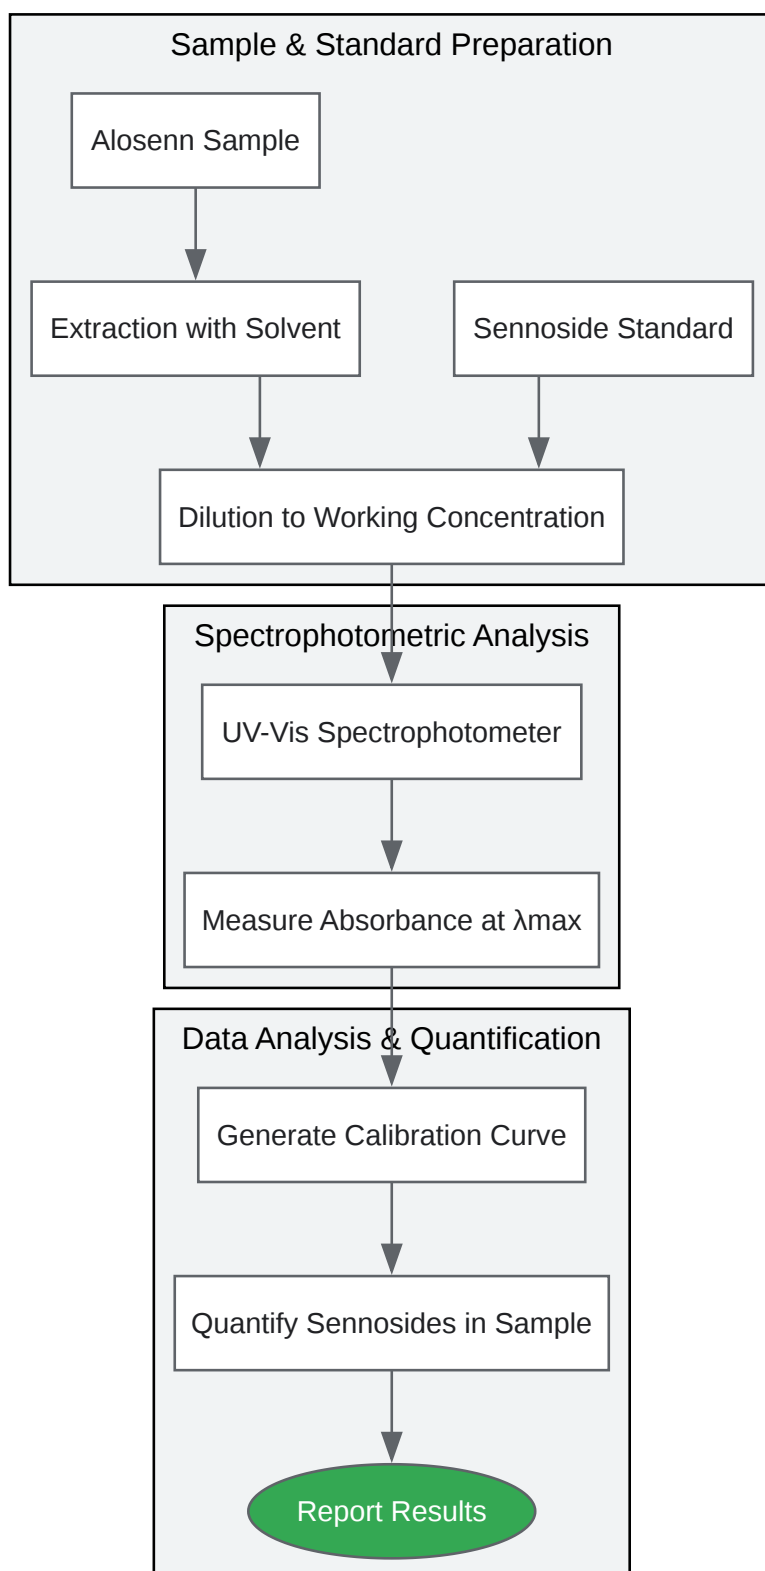 Sample & Standard Preparation
Alosenn Sample
Extraction with Solvent
Sennoside Standard
Dilution to Working Concentration
Spectrophotometric Analysis
UV-Vis Spectrophotometer
Measure Absorbance at λmax
Data Analysis & Quantification
Generate Calibration Curve
Quantify Sennosides in Sample
Report Results